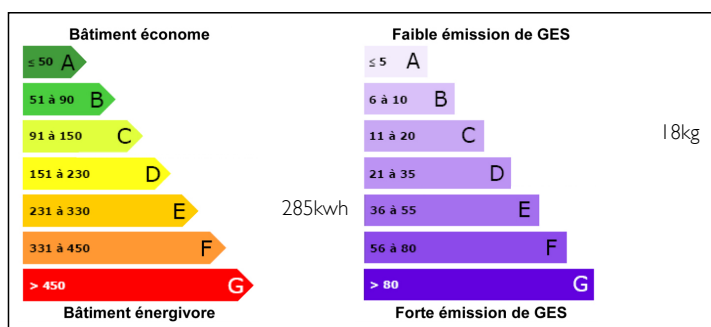 Bâtiment économe
≤ 50 A
51 à 90 B
91 à 150 C
151 à 230 D
231 à 330 E
285kwh
331 à 450 F
> 450 G
Bâtiment énergivore
Faible émission de GES
≤ 5 A
6 à 10 B
11 à 20 C
18kg
21 à 35 D
36 à 55 E
56 à 80 F
> 80 G
Forte émission de GES